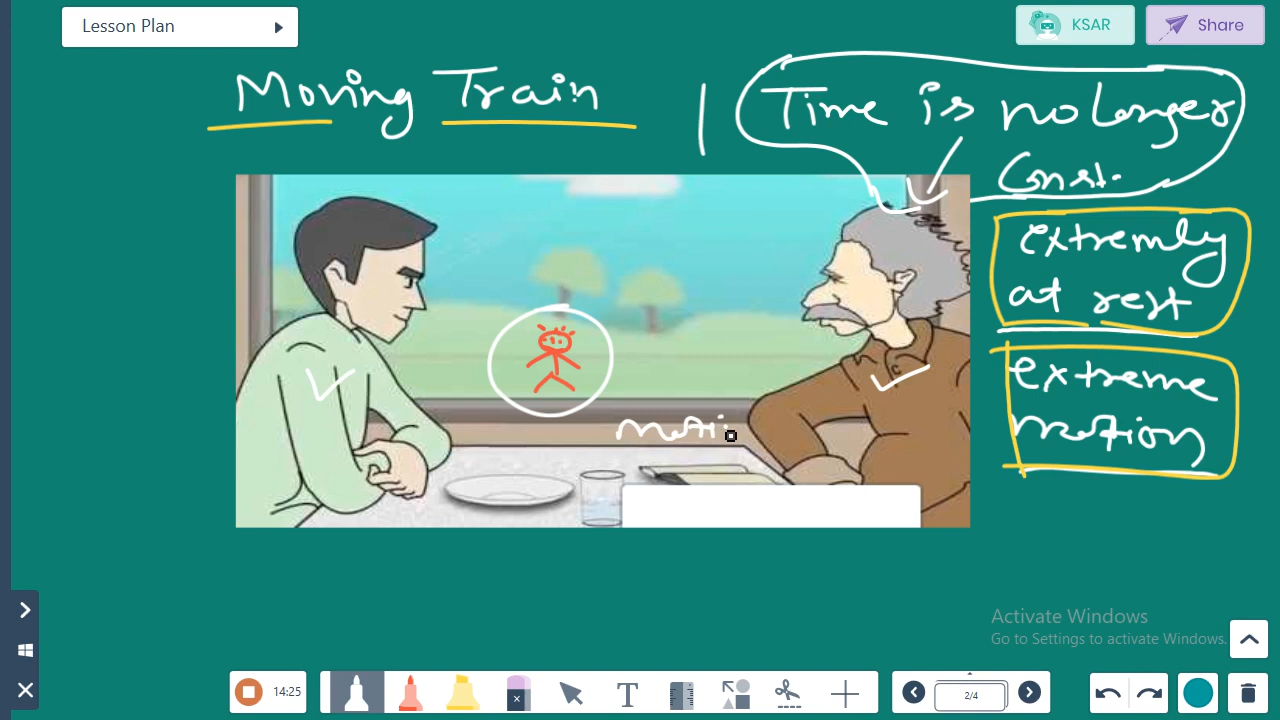 Lesson Plan
KSAR
Share
Moving Train
Time is no longer
Const.
extremly
at rest
extreme
motion
moti
Activate Windows
Go to Settings to activate Windows.
14:25
T
2/4